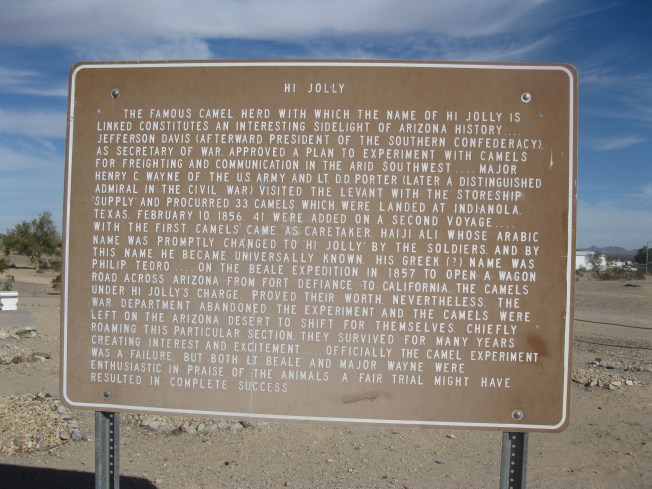 HI JOLLY
THE FAMOUS CAMEL HERD WITH WHICH THE NAME OF HI JOLLY IS
LINKED CONSTITUTES AN INTERESTING SIDELIGHT OF ARIZONA HISTORY....
JEFFERSON DAVIS (AFTERWARD PRESIDENT OF THE SOUTHERN CONFEDERACY),
AS SECRETARY OF WAR, APPROVED A PLAN TO EXPERIMENT WITH CAMELS
FOR FREIGHTING AND COMMUNICATION IN THE ARID SOUTHWEST.... MAJOR
HENRY C. WAYNE OF THE U.S. ARMY AND LT. D.D. PORTER (LATER A DISTINGUISHED
ADMIRAL IN THE CIVIL WAR) VISITED THE LEVANT WITH THE STORESHIP
'SUPPLY' AND PROCURRED 33 CAMELS WHICH WERE LANDED AT INDIANOLA,
TEXAS, FEBRUARY 10, 1856. 41 WERE ADDED ON A SECOND VOYAGE....
WITH THE FIRST CAMELS CAME, AS CARETAKER, HAIJI ALI, WHOSE ARABIC
NAME WAS PROMPTLY CHANGED TO 'HI JOLLY' BY THE SOLDIERS, AND BY
THIS NAME HE BECAME UNIVERSALLY KNOWN. HIS GREEK (?) NAME WAS
PHILIP TEDRO.... ON THE BEALE EXPEDITION IN 1857 TO OPEN A WAGON
ROAD ACROSS ARIZONA FROM FORT DEFIANCE TO CALIFORNIA, THE CAMELS
UNDER HI JOLLY'S CHARGE, PROVED THEIR WORTH. NEVERTHELESS, THE
WAR DEPARTMENT ABANDONED THE EXPERIMENT AND THE CAMELS WERE
LEFT ON THE ARIZONA DESERT TO SHIFT FOR THEMSELVES. CHIEFLY
ROAMING THIS PARTICULAR SECTION, THEY SURVIVED FOR MANY YEARS
CREATING INTEREST AND EXCITEMENT.... OFFICIALLY THE CAMEL EXPERIMENT
WAS A FAILURE, BUT BOTH LT. BEALE AND MAJOR WAYNE WERE
ENTHUSIASTIC IN PRAISE OF THE ANIMALS. A FAIR TRIAL MIGHT HAVE
RESULTED IN COMPLETE SUCCESS.